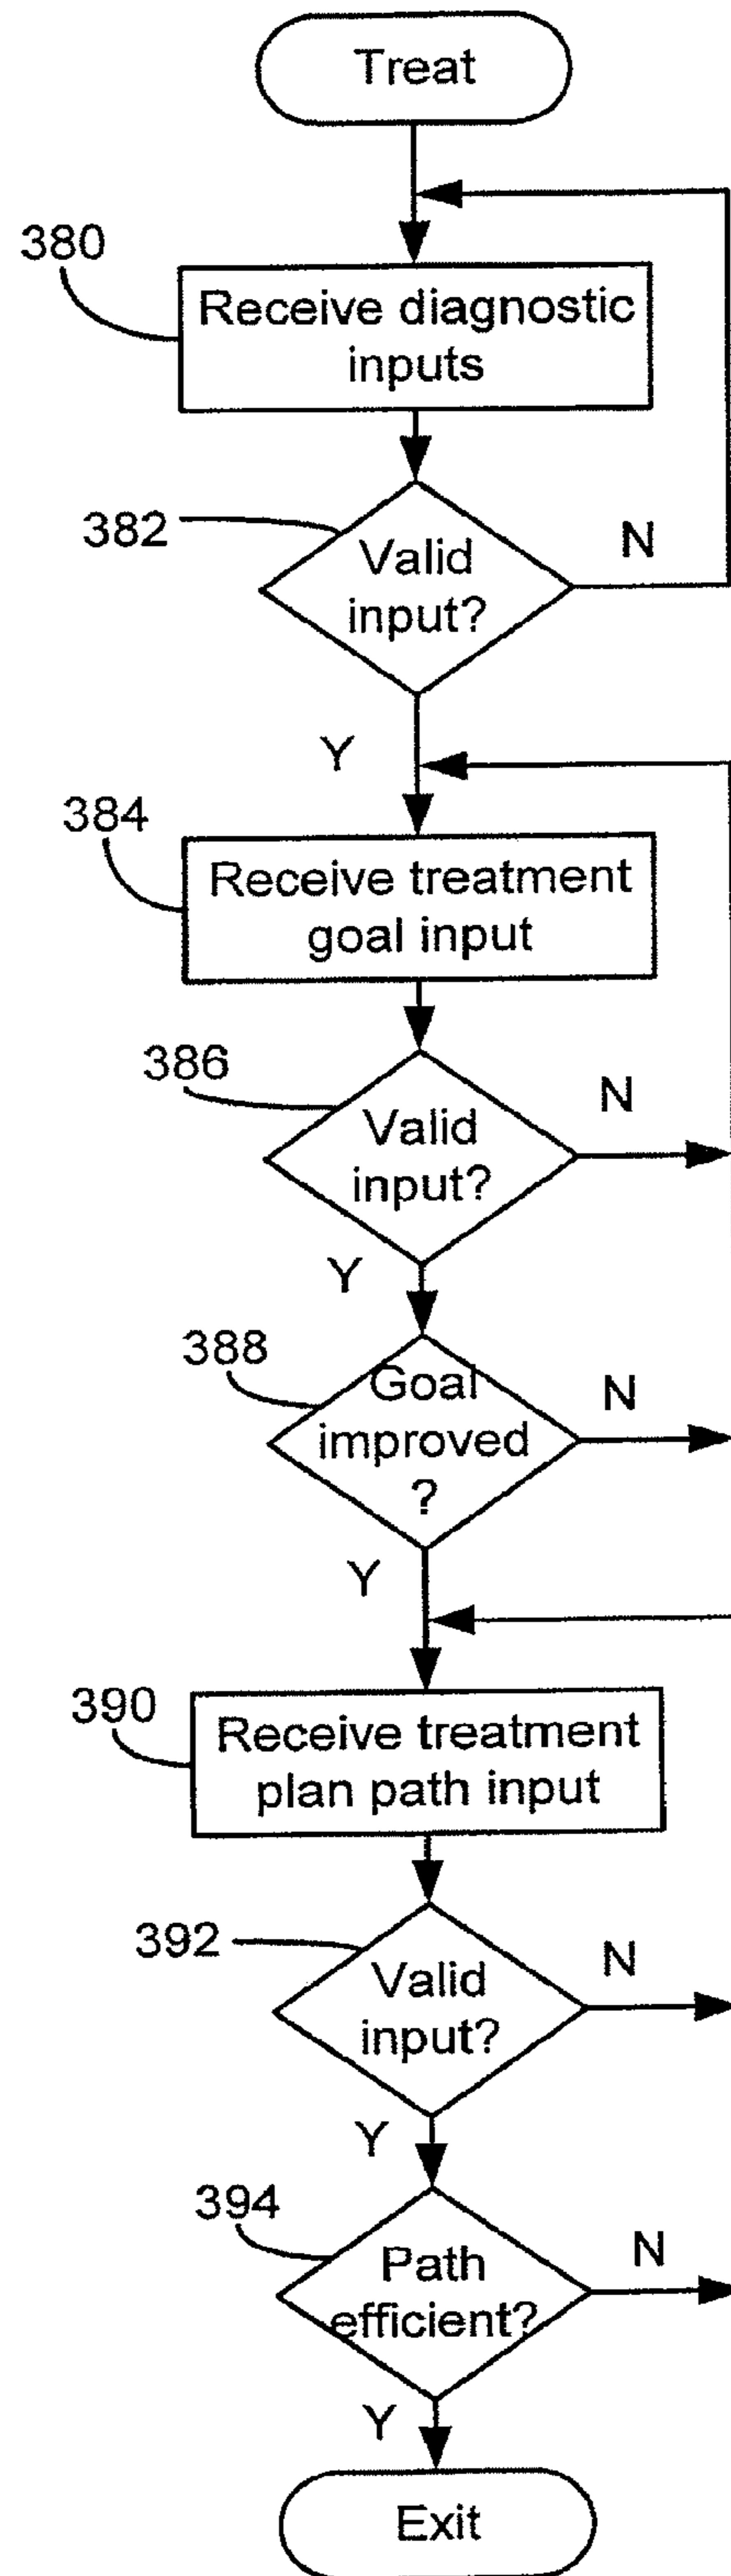 Treat
380
Receive diagnostic
inputs
382
Valid
input?
N
Y
384
Receive treatment
goal input
386
Valid
input?
N
Y
388
Goal
improved
?
N
Y
390
Receive treatment
plan path input
392
Valid
input?
N
Y
394
Path
efficient?
N
Y
Exit